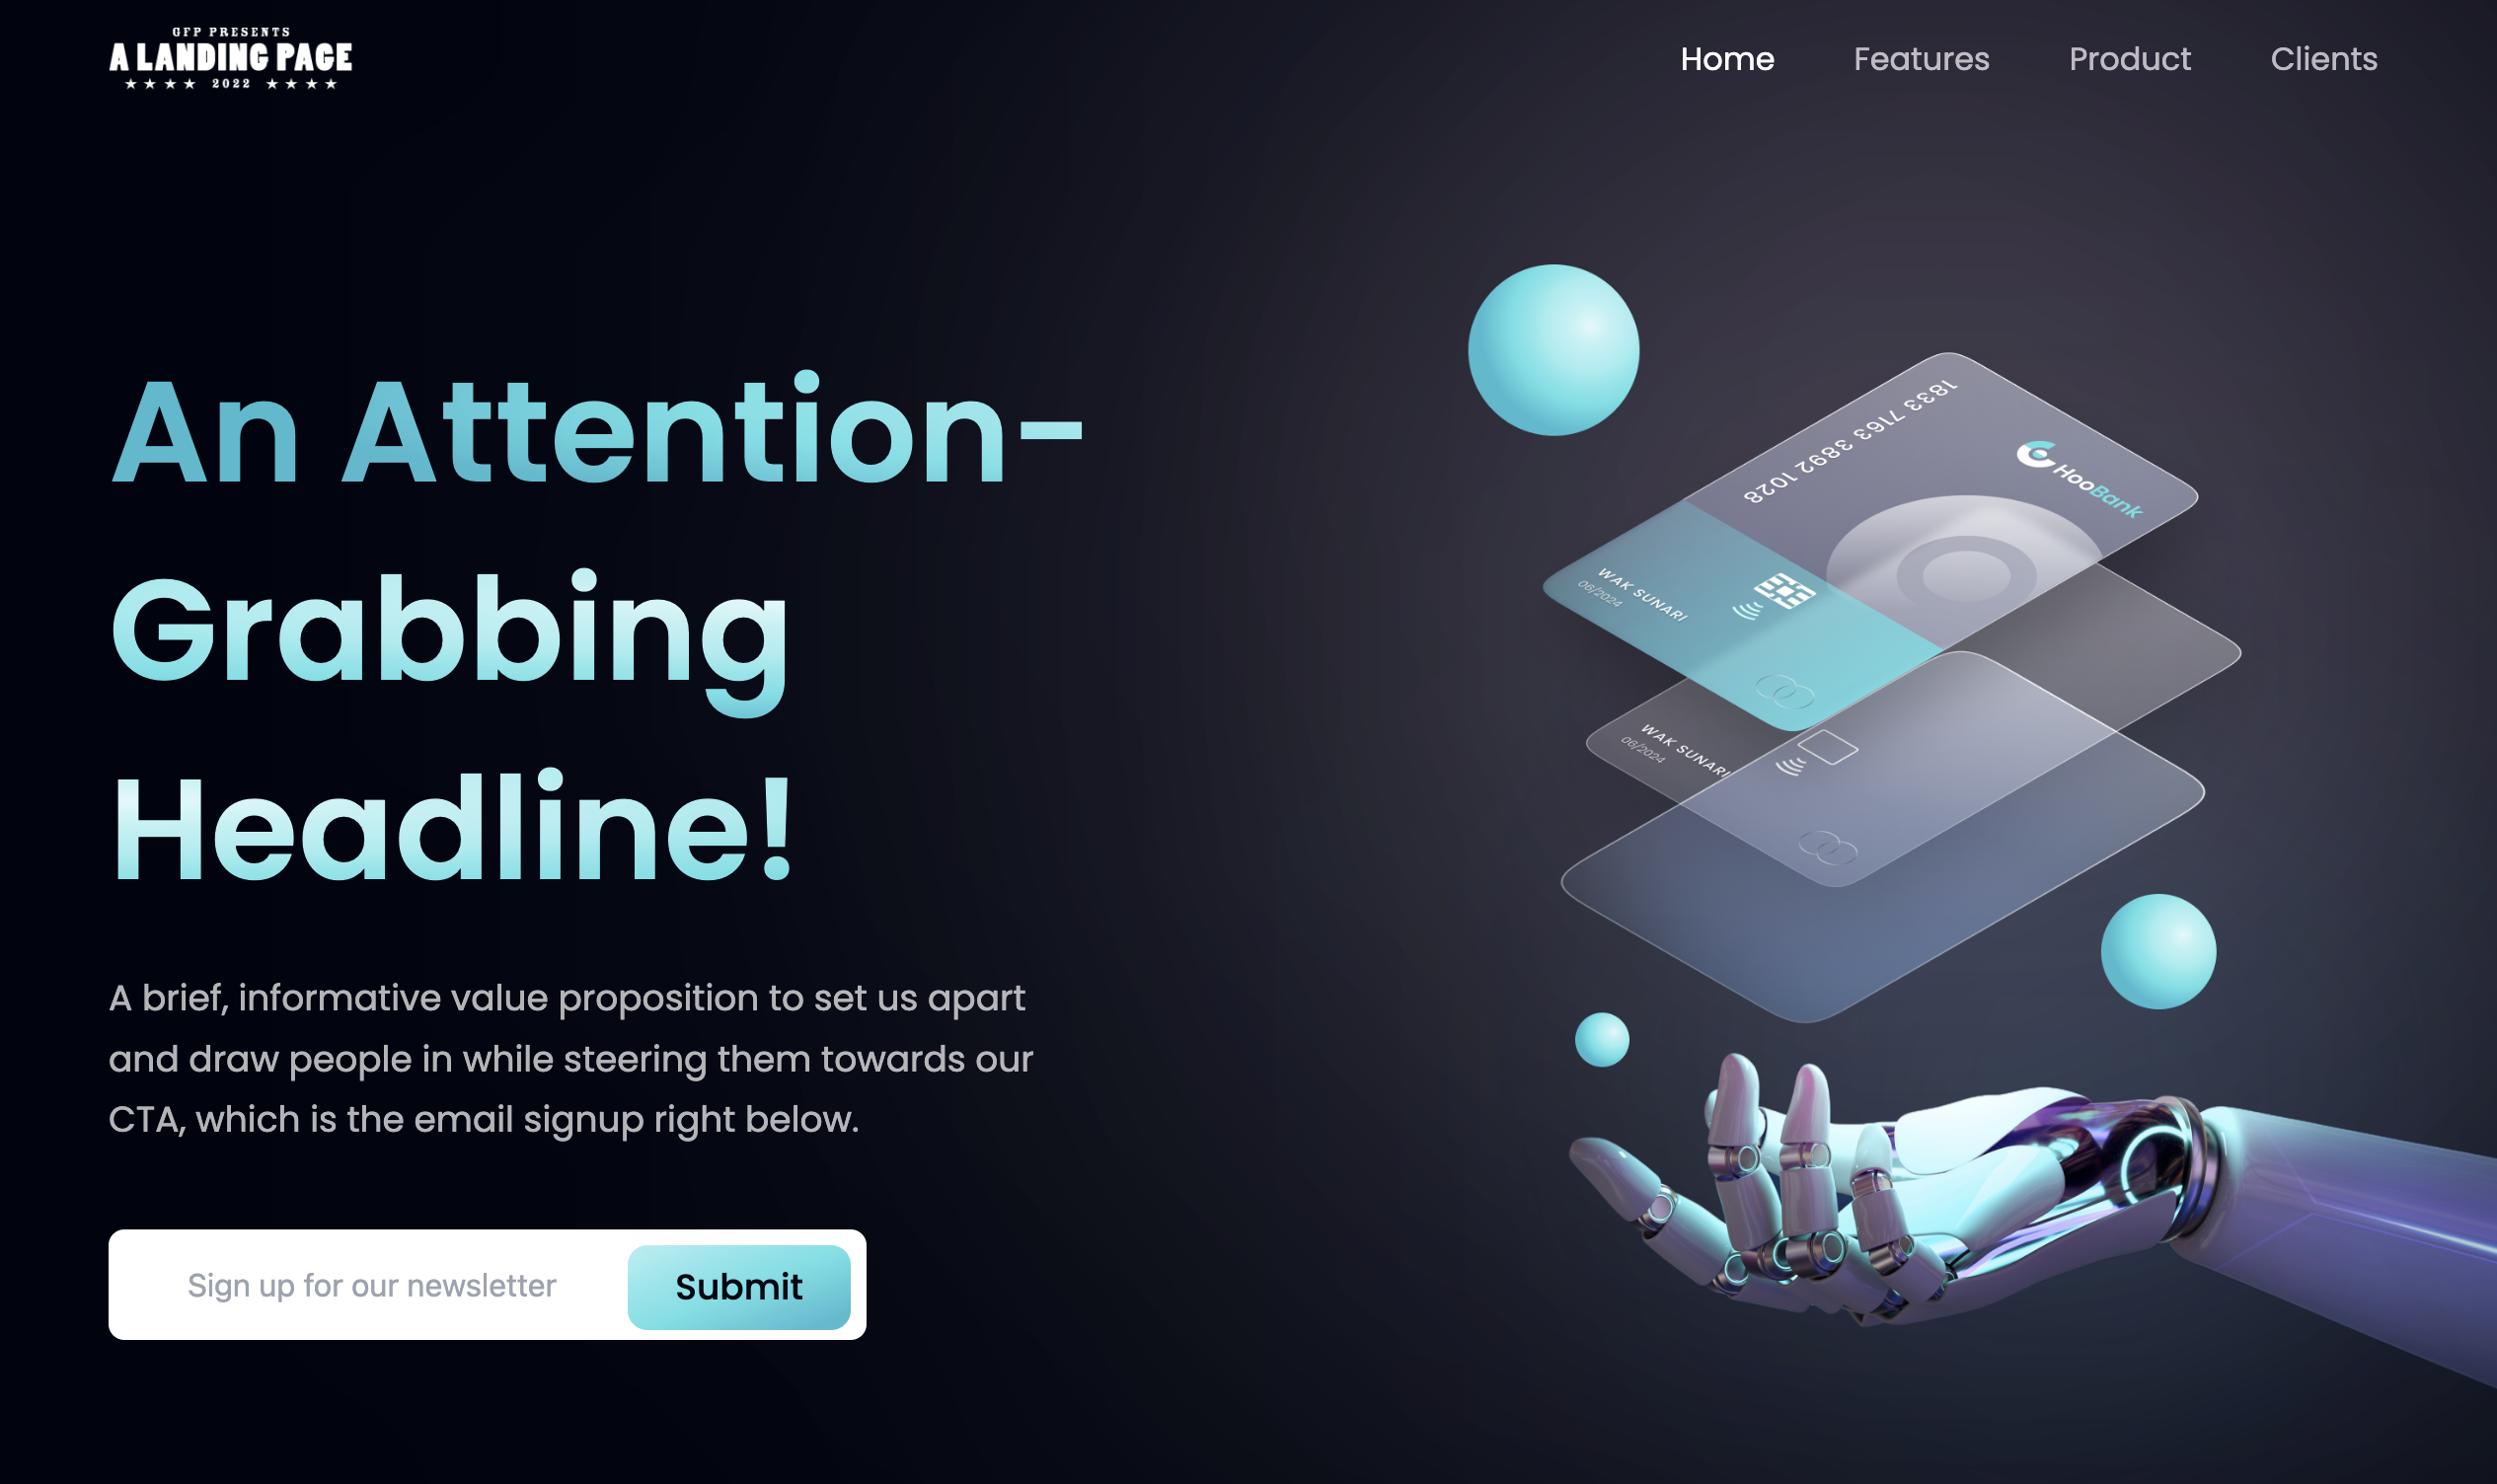 GFP PRESENTS
A LANDING PAGE
★ ★ ★ ★ 2022 ★ ★ ★ ★
Home
Features
Product
Clients
An Attention-
Grabbing
Headline!
A brief, informative value proposition to set us apart
and draw people in while steering them towards our
CTA, which is the email signup right below.
Sign up for our newsletter
Submit
1833 7163 3892 1028
HooBank
WAK SUNARI
06/2024
WAK SUNARI
06/2024